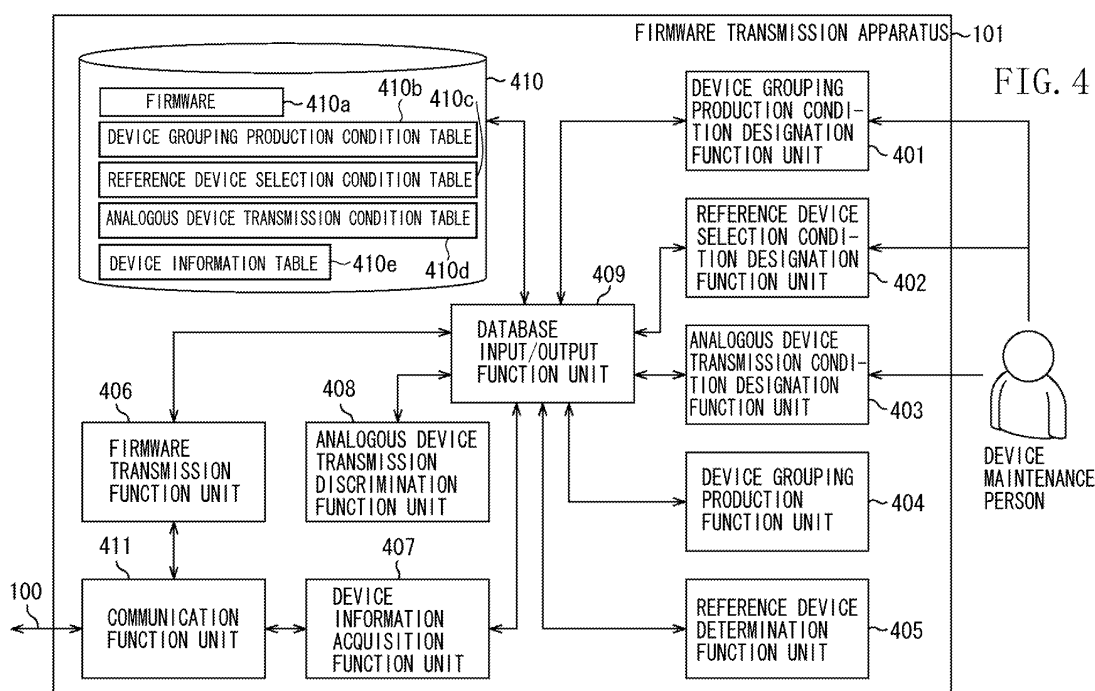 FIRMWARE TRANSMISSION APPARATUS
101
FIG. 4
410
FIRMWARE
410a
410b
410c
DEVICE GROUPING PRODUCTION CONDITION TABLE
REFERENCE DEVICE SELECTION CONDITION TABLE
ANALOGOUS DEVICE TRANSMISSION CONDITION TABLE
DEVICE INFORMATION TABLE
410e
410d
DEVICE GROUPING
PRODUCTION CONDI-
TION DESIGNATION
FUNCTION UNIT
401
REFERENCE DEVICE
SELECTION CONDI-
TION DESIGNATION
FUNCTION UNIT
402
409
DATABASE
INPUT/OUTPUT
FUNCTION UNIT
ANALOGOUS DEVICE
TRANSMISSION CONDI-
TION DESIGNATION
FUNCTION UNIT
403
DEVICE
MAINTENANCE
PERSON
406
FIRMWARE
TRANSMISSION
FUNCTION UNIT
408
ANALOGOUS DEVICE
TRANSMISSION
DISCRIMINATION
FUNCTION UNIT
DEVICE GROUPING
PRODUCTION
FUNCTION UNIT
404
411
100
COMMUNICATION
FUNCTION UNIT
407
DEVICE
INFORMATION
ACQUISITION
FUNCTION UNIT
REFERENCE DEVICE
DETERMINATION
FUNCTION UNIT
405